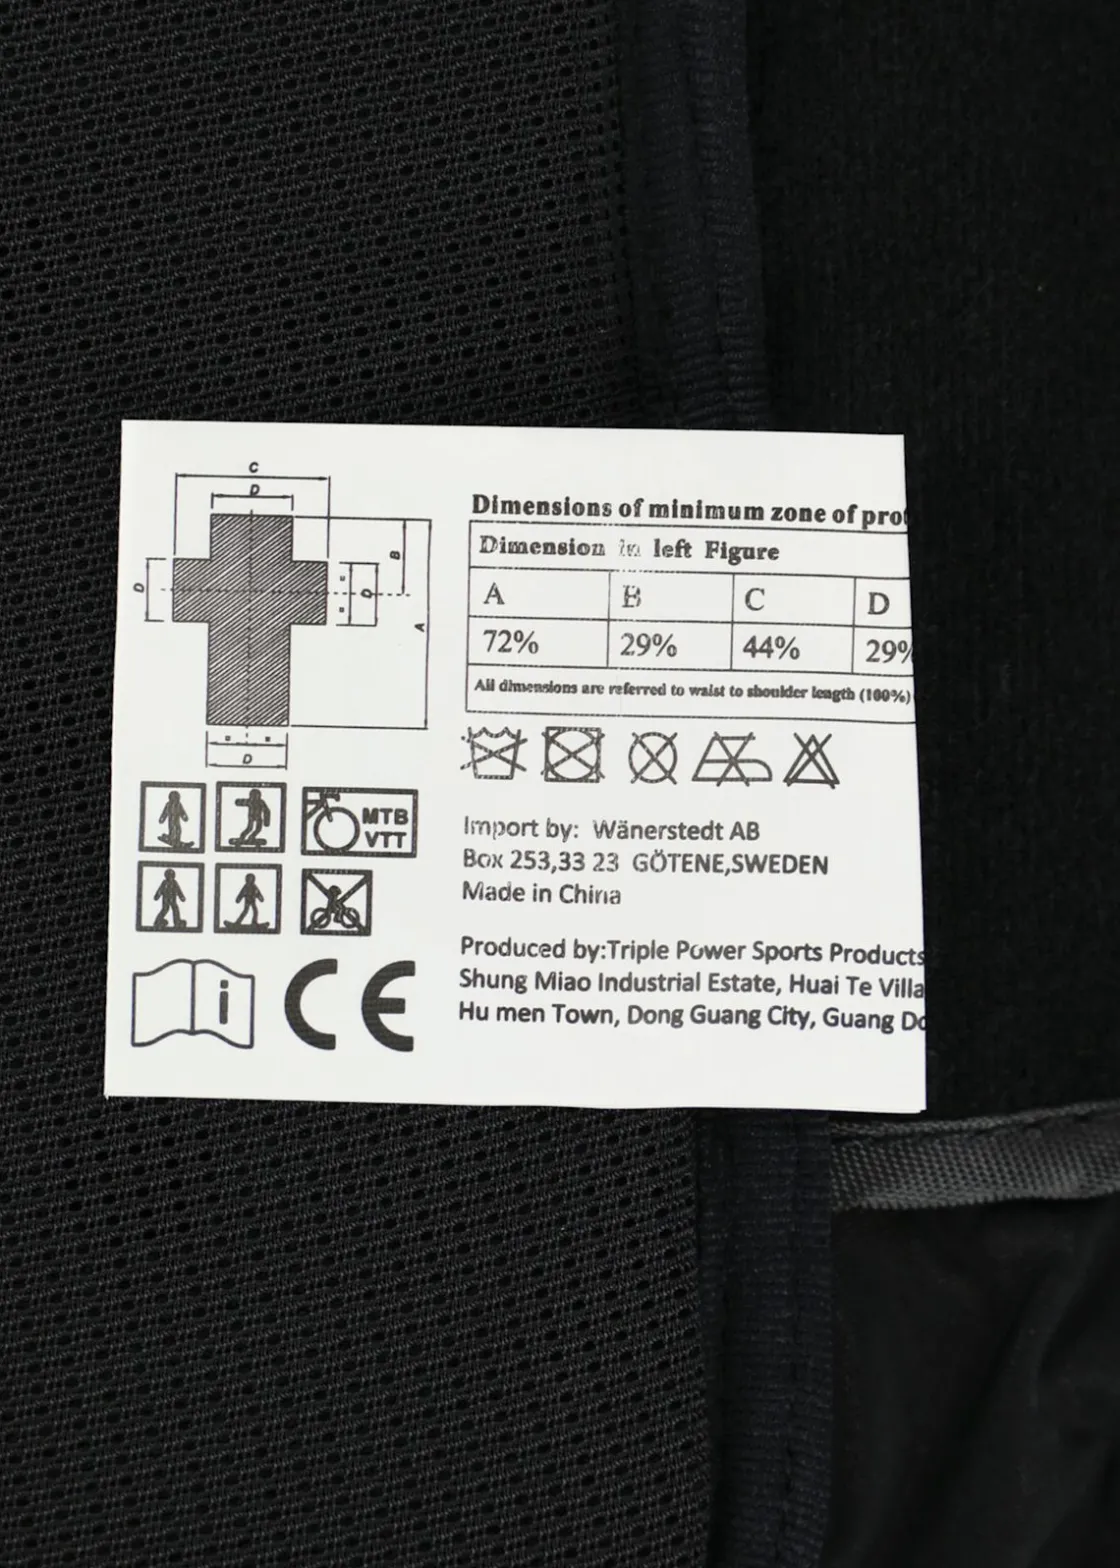 C
D
D
E
E
D
B
A
D
Dimensions of minimum zone of pro
Dimension in left Figure
A B C D
72% 29% 44% 29%
All dimensions are referred to waist to shoulder length (100%)
MTB
VTT
Import by: Wänerstedt AB
Box 253,33 23 GÖTENE,SWEDEN
Made in China
Produced by:Triple Power Sports Products
Shung Miao Industrial Estate, Huai Te Villa
Hu men Town, Dong Guang City, Guang Do
i
CE